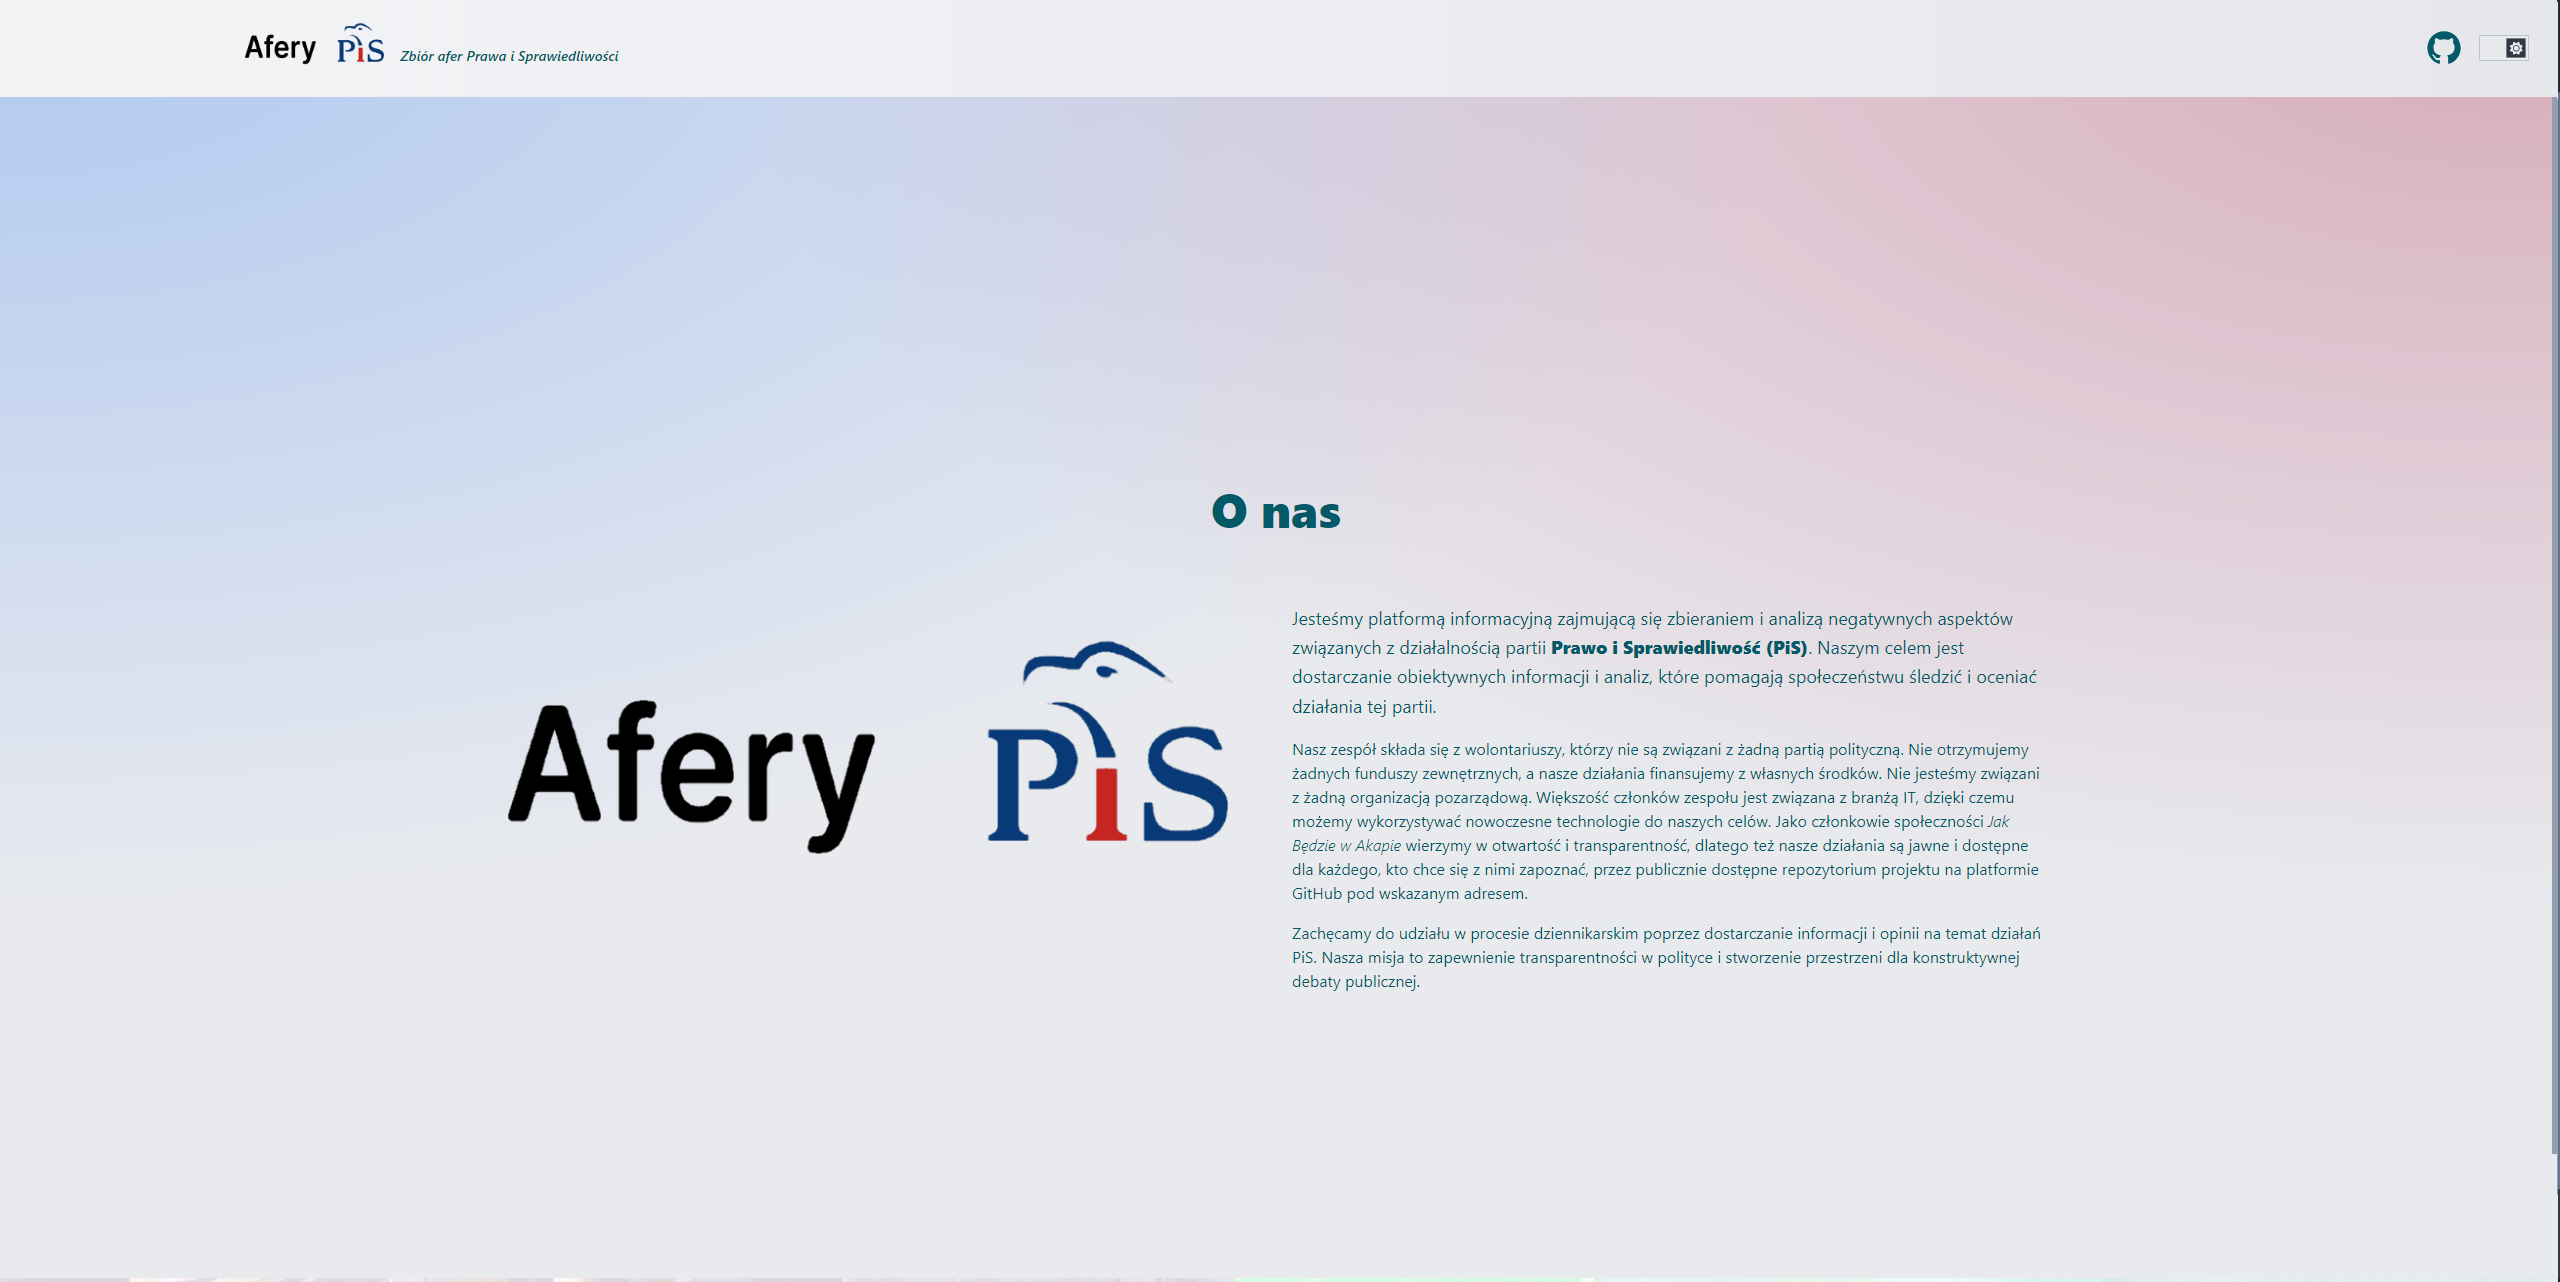 Afery PiS Zbiór afer Prawa i Sprawiedliwości
O nas
Afery PiS
Jesteśmy platformą informacyjną zajmującą się zbieraniem i analizą negatywnych aspektów
związanych z działalnością partii Prawo i Sprawiedliwość (PiS). Naszym celem jest
dostarczanie obiektywnych informacji i analiz, które pomagają społeczeństwu śledzić i oceniać
działania tej partii.
Nasz zespół składa się z wolontariuszy, którzy nie są związani z żadną partią polityczną. Nie otrzymujemy
żadnych funduszy zewnętrznych, a nasze działania finansujemy z własnych środków. Nie jesteśmy związani
z żadną organizacją pozarządową. Większość członków zespołu jest związana z branżą IT, dzięki czemu
możemy wykorzystywać nowoczesne technologie do naszych celów. Jako członkowie społeczności Jak
Będzie w Akapie wierzymy w otwartość i transparentność, dlatego też nasze działania są jawne i dostępne
dla każdego, kto chce się z nimi zapoznać, przez publicznie dostępne repozytorium projektu na platformie
GitHub pod wskazanym adresem.
Zachęcamy do udziału w procesie dziennikarskim poprzez dostarczanie informacji i opinii na temat działań
PiS. Nasza misja to zapewnienie transparentności w polityce i stworzenie przestrzeni dla konstruktywnej
debaty publicznej.